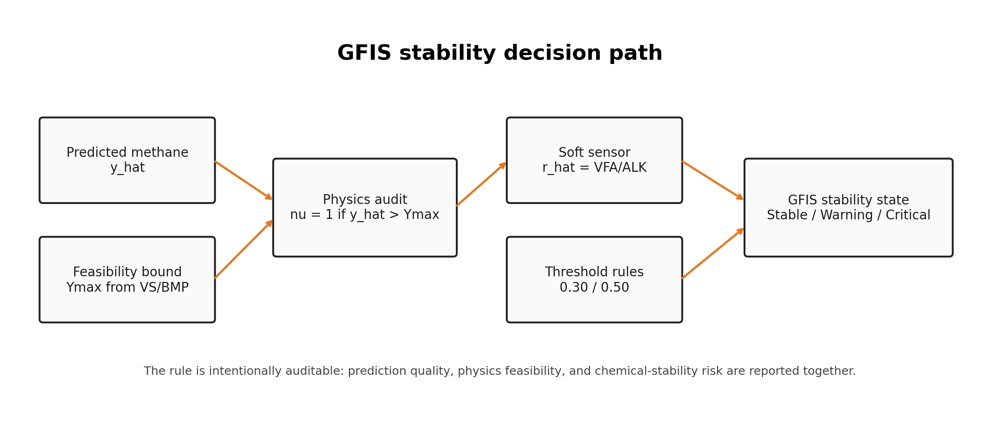 GFIS stability decision path
Predicted methane
y_hat
Feasibility bound
Ymax from VS/BMP
Physics audit
nu = 1 if y_hat > Ymax
Soft sensor
r_hat = VFA/ALK
Threshold rules
0.30 / 0.50
GFIS stability state
Stable / Warning / Critical
The rule is intentionally auditable: prediction quality, physics feasibility, and chemical-stability risk are reported together.